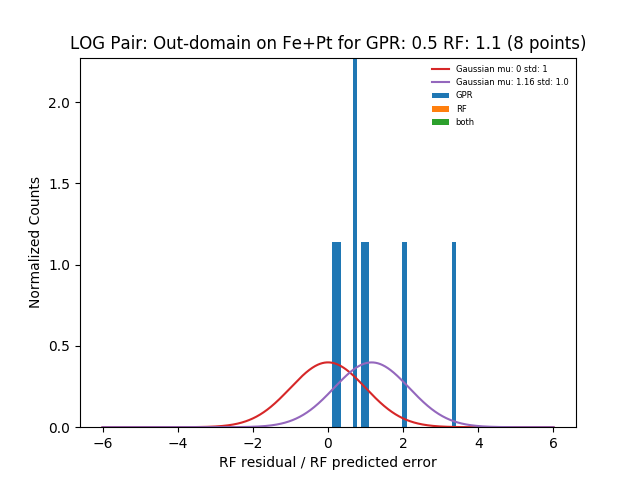 LOG Pair: Out-domain on Fe+Pt for GPR: 0.5 RF: 1.1 (8 points)
Gaussian mu: 0 std: 1
Gaussian mu: 1.16 std: 1.0
GPR
RF
both
2.0
1.5
1.0
0.5
0.0
Normalized Counts
−6
−4
−2
0
2
4
6
RF residual / RF predicted error